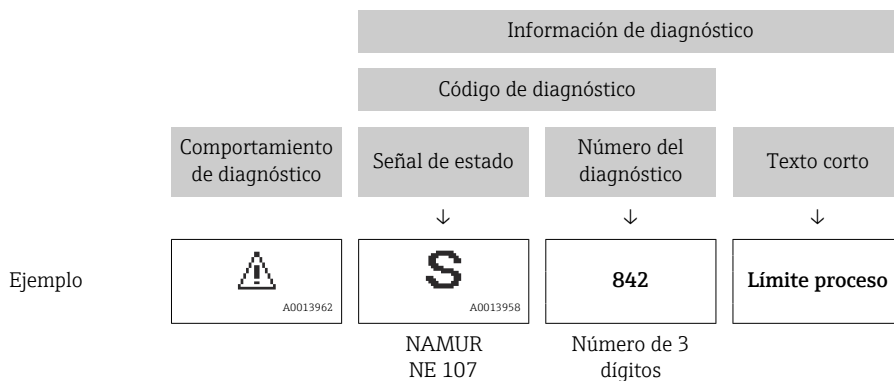 Información de diagnóstico
Código de diagnóstico
Comportamiento
de diagnóstico
Señal de estado
Número del
diagnóstico
Texto corto
↓
↓
↓
Ejemplo
A0013962
S
A0013958
842
Límite proceso
NAMUR
NE 107
Número de 3
dígitos